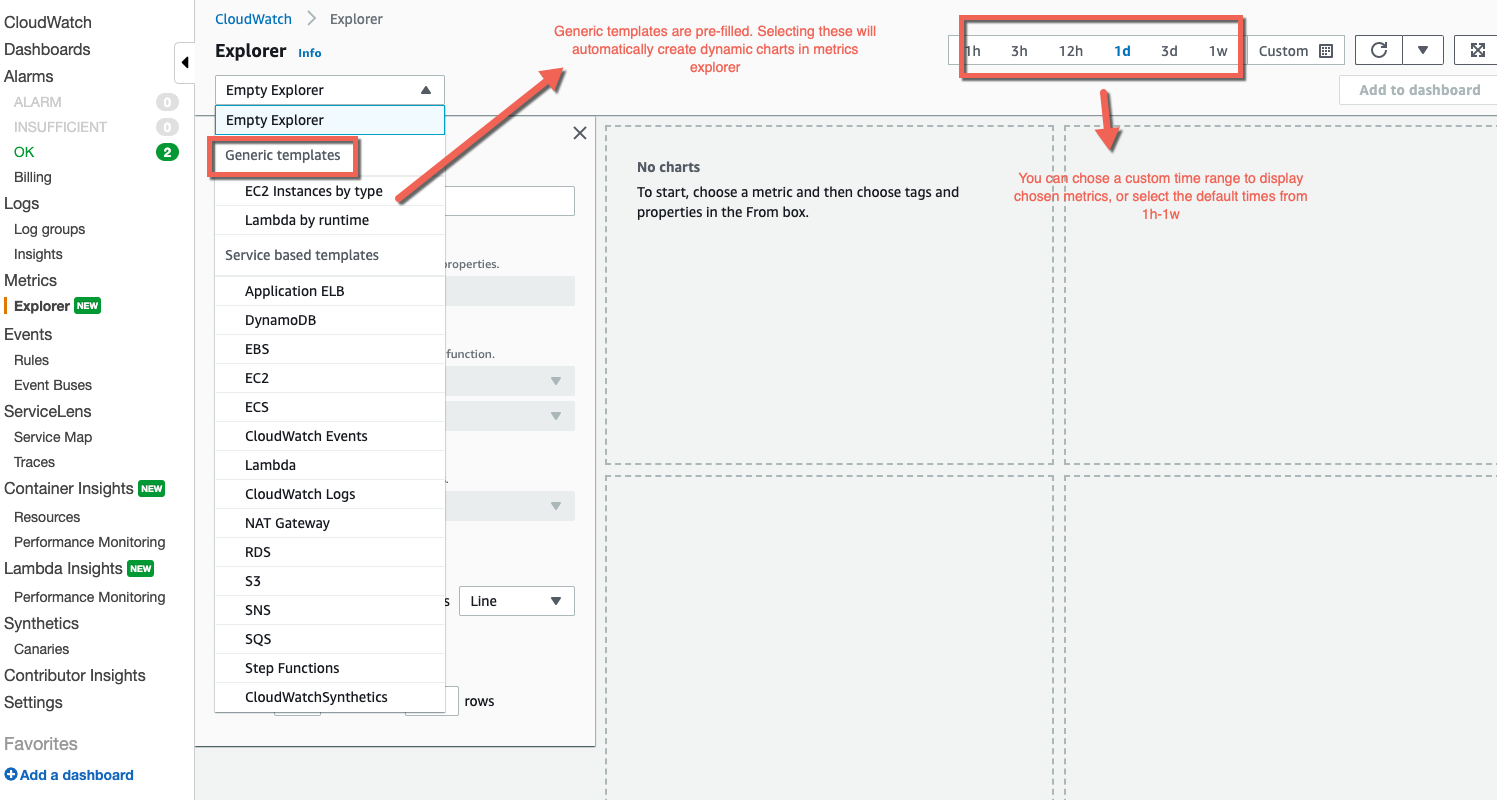 CloudWatch
Dashboards
Alarms
ALARM 0
INSUFFICIENT 0
OK 2
Billing
Logs
Log groups
Insights
Metrics
Explorer NEW
Events
Rules
Event Buses
ServiceLens
Service Map
Traces
Container Insights NEW
Resources
Performance Monitoring
Lambda Insights NEW
Performance Monitoring
Synthetics
Canaries
Contributor Insights
Settings
Favorites
Add a dashboard
CloudWatch > Explorer
Explorer Info
Generic templates are pre-filled. Selecting these will
automatically create dynamic charts in metrics
explorer
1h 3h 12h 1d 3d 1w Custom
Add to dashboard
Empty Explorer
Empty Explorer
Generic templates
EC2 Instances by type
Lambda by runtime
Service based templates
properties.
Application ELB
DynamoDB
EBS
function.
EC2
ECS
CloudWatch Events
Lambda
CloudWatch Logs
NAT Gateway
RDS
S3
s Line
SNS
SQS
Step Functions
CloudWatchSynthetics
rows
No charts
To start, choose a metric and then choose tags and
properties in the From box.
You can chose a custom time range to display
chosen metrics, or select the default times from
1h-1w